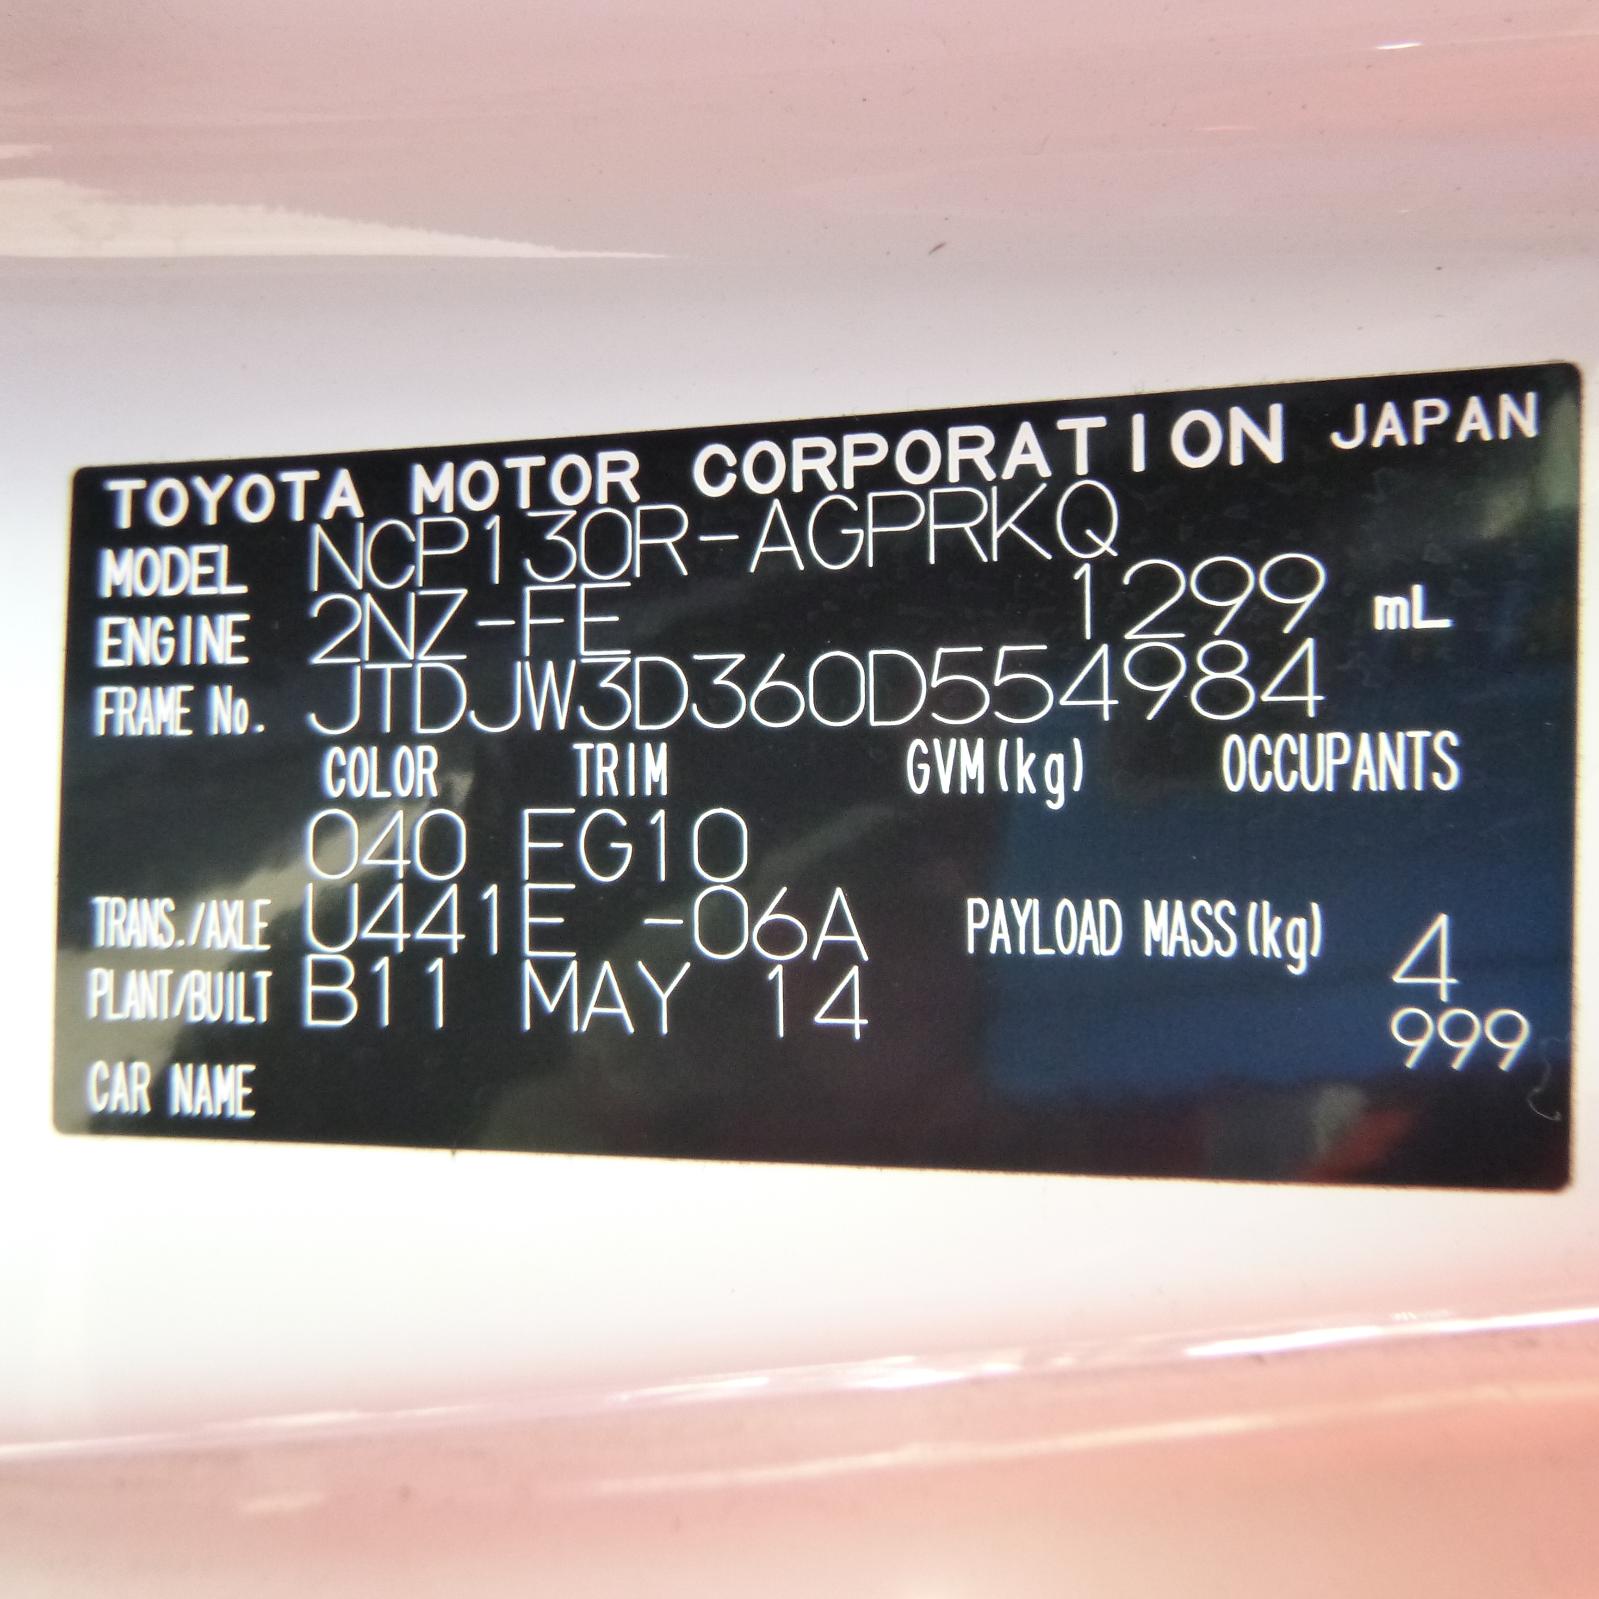 TOYOTA MOTOR CORPORATION JAPAN
MODEL NCP130R-AGPRKQ
ENGINE 2NZ-FE 1299 mL
FRAME No. JTDJW3D360D554984
COLOR TRIM GVM(kg) OCCUPANTS
040 FG10
TRANS./AXLE U441E -06A PAYLOAD MASS(kg) 4
PLANT/BUILT B11 MAY 14 999
CAR NAME